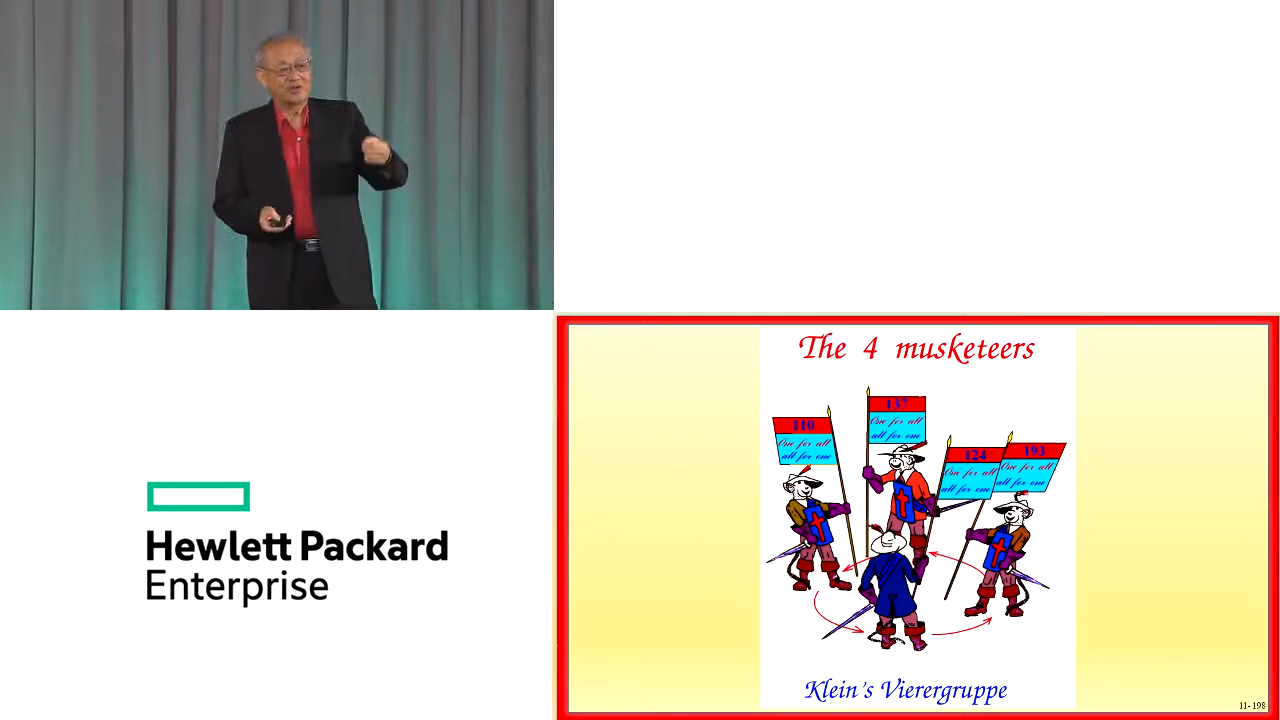 The 4 musketeers
137
One for all
all for one
110
One for all
all for one
124
One for all
all for one
193
One for all
all for one
Hewlett Packard
Enterprise
Klein's Vierergruppe
11-198